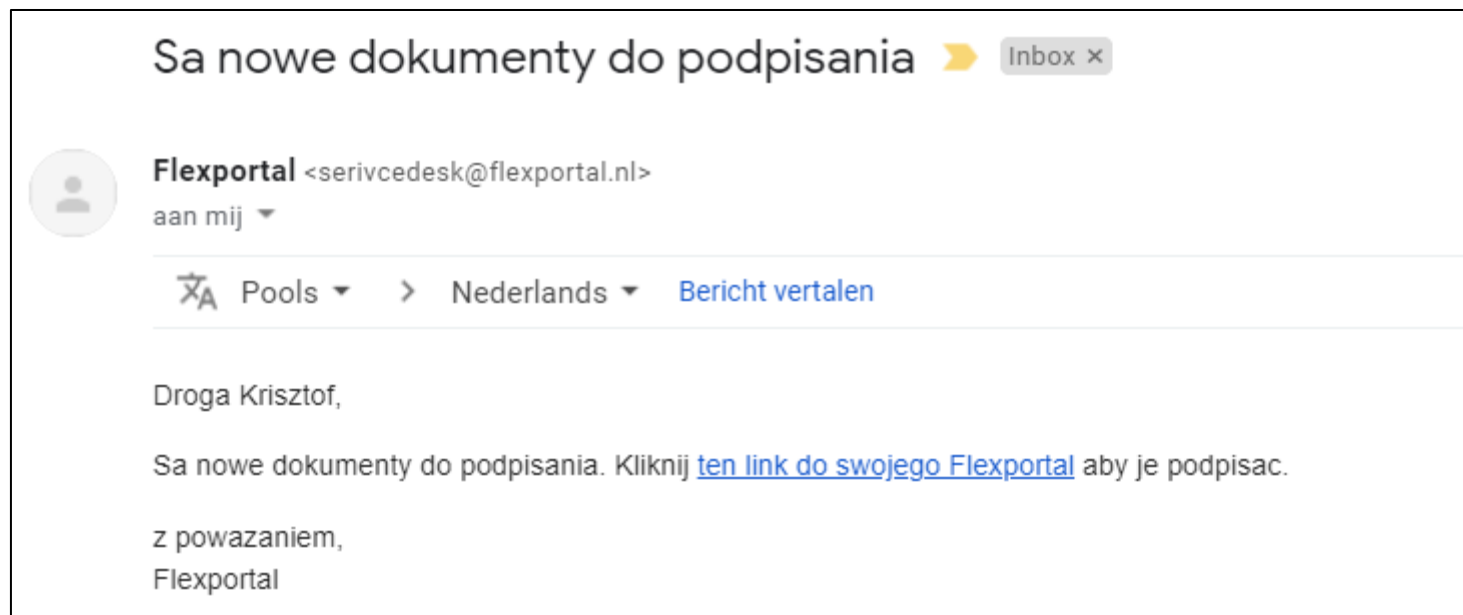 Sa nowe dokumenty do podpisania Inbox ×
Flexportal <serivcedesk@flexportal.nl>
aan mij
Pools > Nederlands Bericht vertalen
Droga Krisztof,
Sa nowe dokumenty do podpisania. Kliknij ten link do swojego Flexportal aby je podpisac.
z powazaniem,
Flexportal